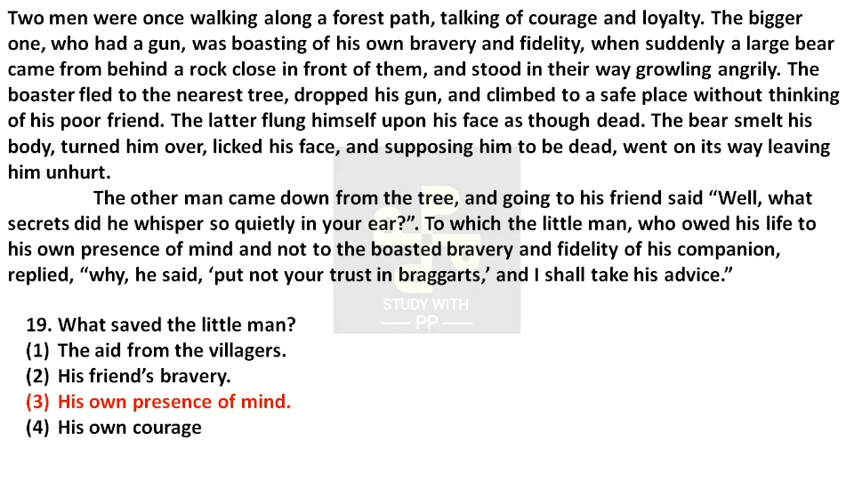 Two men were once walking along a forest path, talking of courage and loyalty. The bigger
one, who had a gun, was boasting of his own bravery and fidelity, when suddenly a large bear
came from behind a rock close in front of them, and stood in their way growling angrily. The
boaster fled to the nearest tree, dropped his gun, and climbed to a safe place without thinking
of his poor friend. The latter flung himself upon his face as though dead. The bear smelt his
body, turned him over, licked his face, and supposing him to be dead, went on its way leaving
him unhurt.
The other man came down from the tree, and going to his friend said “Well, what
secrets did he whisper so quietly in your ear?”. To which the little man, who owed his life to
his own presence of mind and not to the boasted bravery and fidelity of his companion,
replied, “why, he said, ‘put not your trust in braggarts,’ and I shall take his advice.”
STUDY WITH
PP
19. What saved the little man?
(1) The aid from the villagers.
(2) His friend’s bravery.
(3) His own presence of mind.
(4) His own courage